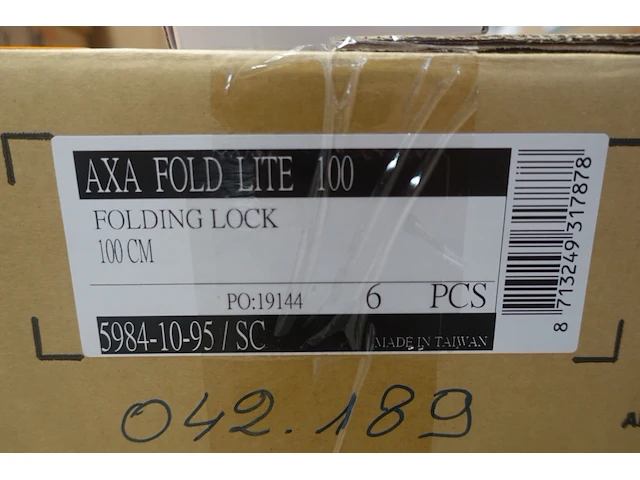 AXA FOLD LITE 100
FOLDING LOCK
100 CM
PO:19144 6 PCS
5984-10-95 / SC MADE IN TAIWAN
8 713249 317878
042.189